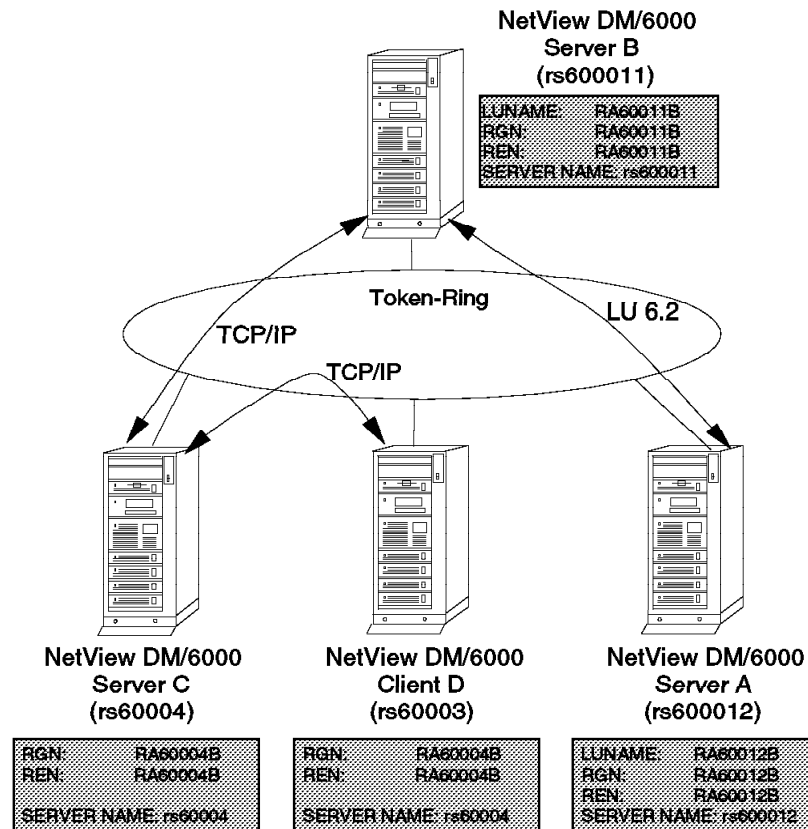 NetView DM/6000
Server B
(rs600011)
LUNAME: RA60011B
RGN: RA60011B
REN: RA60011B
SERVER NAME: rs600011
Token-Ring
TCP/IP
LU 6.2
TCP/IP
NetView DM/6000
Server C
(rs60004)
NetView DM/6000
Client D
(rs60003)
NetView DM/6000
Server A
(rs600012)
RGN: RA60004B
REN: RA60004B
SERVER NAME: rs60004
RGN: RA60004B
REN: RA60004B
SERVER NAME: rs60004
LUNAME: RA60012B
RGN: RA60012B
REN: RA60012B
SERVER NAME: rs600012